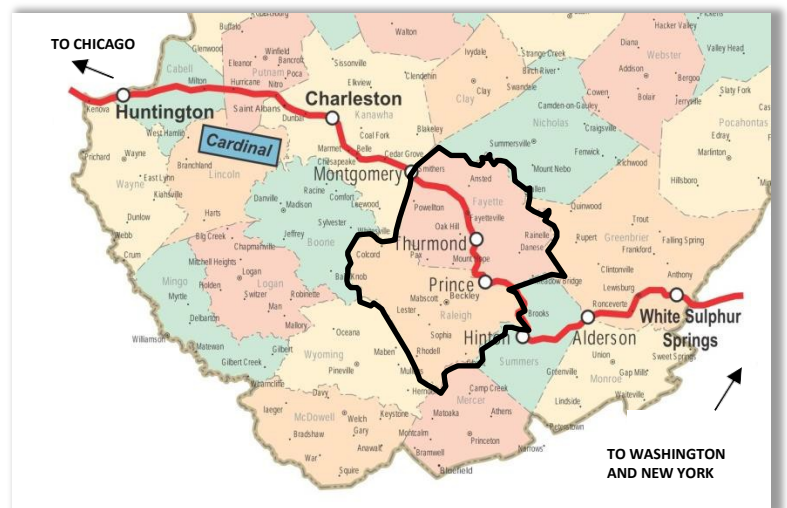 TO CHICAGO
Walton
Buffalo
Glenwood
Cabell
Winfield
Bancroft
Eleanor
Putnam
Poca
Hurricane
Nitro
Milton
Sissonville
Elkview
Clendenin
Ivydale
Strange Creek
Birch River
Swandale
Clay
Clay
Diana
Webster
Addison
Bergoo
Cowen
Bolair
Jerryville
Hacker Valley
Valley Head
Slaty Fork
Pocahontas
Edray
Marlinton
Hillsboro
Kenova
Huntington
Saint Albans
Dunbar
Charleston
Kanawha
Coal Fork
Blakeley
Camden-on-Gauley
Nicholas
Craigsville
Summersville
Fenwick
Richwood
Mount Nebo
West Hamlin
Cardinal
Marmet
Belle
Cedar Grove
Chesapeake
Montgomery
Smithers
Prichard
Wayne
East Lynn
Wayne
Kiahsville
Branchland
Lincoln
Danville
Racine
Comfort
Madison
Sylvester
Jeffrey
Boone
Ansted
Powellton
Fayette
Fayetteville
Oak Hill
Thurmond
Pax
Mount Hope
Rainelle
Danese
Quinwood
Rupert
Trout
Greenbrier
Frankford
Falling Spring
Clintonville
Lewisburg
Anthony
Ronceverte
Dunlow
Webb
Crum
Harts
Big Creek
Chapmanville
Mitchell Heights
Logan
Logan
Holden
Switzer
Man
Robinette
Mallory
Mingo
Myrtle
Delbarton
Williamson
Matewan
Gilbert Creek
Gilbert
Colcord
Prince
Mabscott
Beckley
Raleigh
Lester
Sophia
Rhodell
Meadow Bridge
Brooks
Hinton
Summers
Alderson
White Sulphur
Springs
Union
Sweet Springs
Gap Mills
Greenville
Monroe
Waiteville
Lindside
Peterstown
Oceana
Wyoming
Maben
Pineville
Camp Creek
Mercer
Matoaka
Athens
Princeton
Montcalm
Bramwell
Bluefield
Narrows
Wharncliffe
Davy
Iaeger
McDowell
Welch
Keystone
Bradshaw
Gary
War
Anawalt
Squire
TO WASHINGTON
AND NEW YORK